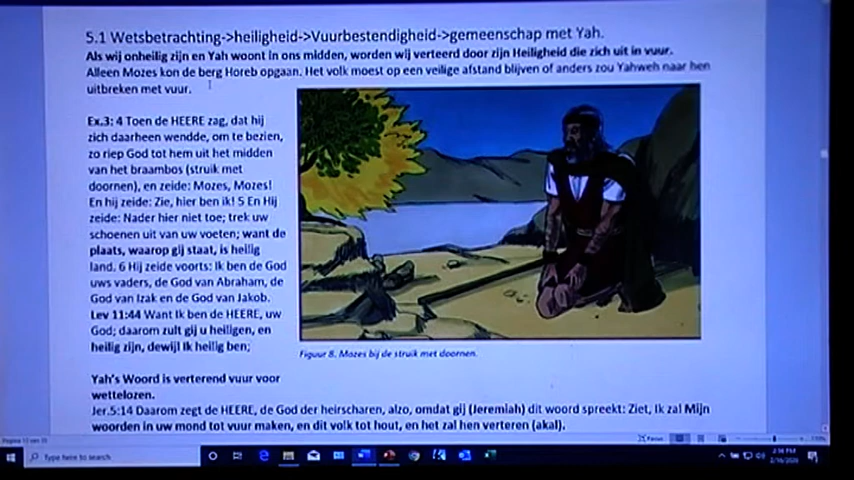 5.1 Wetsbetrachting->heiligheid->Vuurbestendigheid->gemeenschap met Yah.
Als wij onheilig zijn en Yah woont in ons midden, worden wij verteerd door zijn Heiligheid die zich uit in vuur.
Alleen Mozes kon de berg Horeb opgaan. Het volk moest op een veilige afstand blijven of anders zou Yahweh naar hen
uitbreken met vuur.
Ex.3: 4 Toen de HEERE zag, dat hij
zich daarheen wendde, om te bezien,
zo riep God tot hem uit het midden
van het braambos (struik met
doornen), en zeide: Mozes, Mozes!
En hij zeide: Zie, hier ben ik! 5 En Hij
zeide: Nader hier niet toe; trek uw
schoenen uit van uw voeten; want de
plaats, waarop gij staat, is heilig
land. 6 Hij zeide voorts: Ik ben de God
uws vaders, de God van Abraham, de
God van Izak en de God van Jakob.
Lev 11:44 Want Ik ben de HEERE, uw
God; daarom zult gij u heiligen, en
heilig zijn, dewijl Ik heilig ben;
Figuur 8. Mozes bij de struik met doornen.
Yah's Woord is verterend vuur voor
wettelozen.
Jer.5:14 Daarom zegt de HEERE, de God der heirscharen, alzo, omdat gij (Jeremiah) dit woord spreekt: Ziet, Ik zal Mijn
woorden in uw mond tot vuur maken, en dit volk tot hout, en het zal hen verteren (akal).
Focus
Type here to search